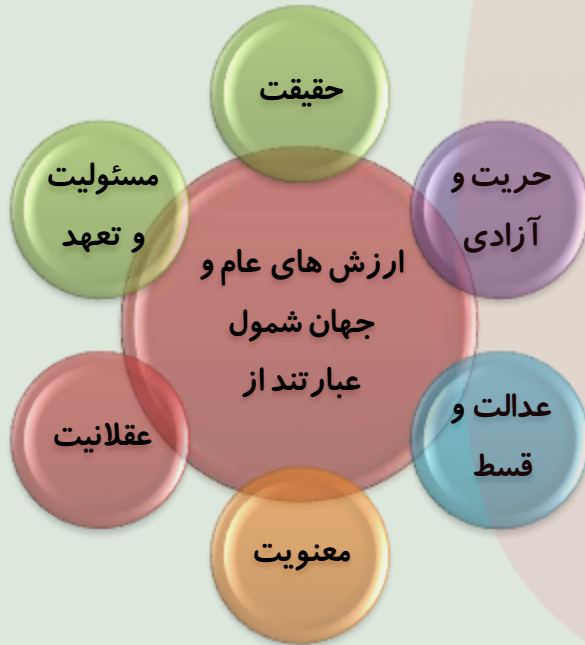 حقیقت
حریت و
آزادی
عدالت و
قسط
معنویت
عقلانیت
مسئولیت
و تعهد
ارزش های عام و
جهان شمول
عبارتند از